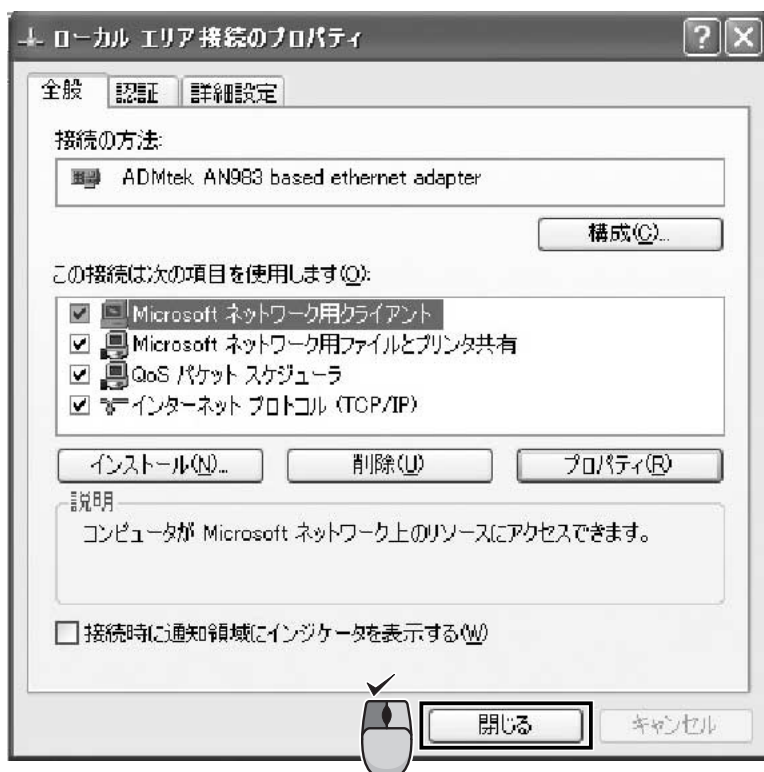 ローカル エリア接続のプロパティ
全般 認証 詳細設定
接続の方法:
ADMtek AN983 based ethernet adapter
構成(C)...
この接続は次の項目を使用します(O):
Microsoft ネットワーク用クライアント
Microsoft ネットワーク用ファイルとプリンタ共有
QoS パケット スケジューラ
インターネット プロトコル (TCP/IP)
インストール(N)... 削除(U) プロパティ(R)
説明
コンピュータが Microsoft ネットワーク上のリソースにアクセスできます。
接続時に通知領域にインジケータを表示する(W)
閉じる キャンセル